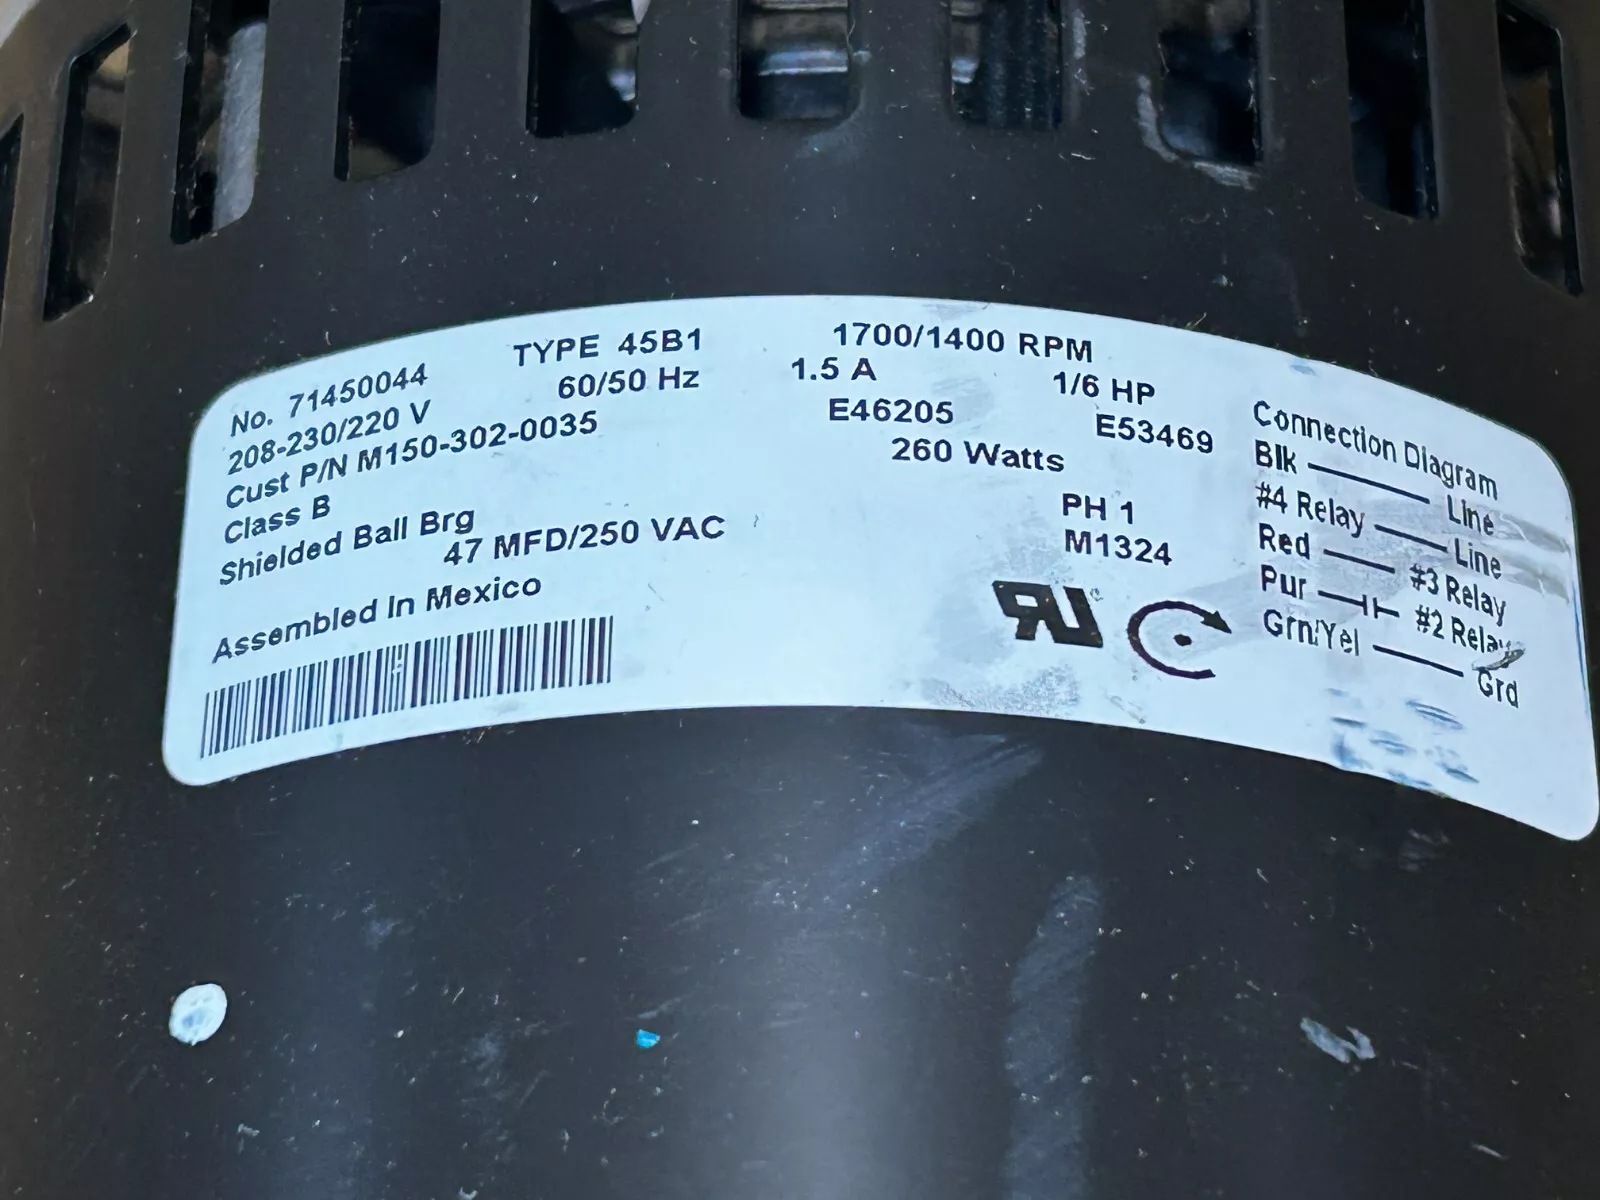 No. 71450044 TYPE 45B1 1700/1400 RPM
208-230/220 V 60/50 Hz 1.5 A 1/6 HP
Cust P/N M150-302-0035 E46205 E53469
Class B 260 Watts
Shielded Ball Brg PH 1
47 MFD/250 VAC M1324
Assembled In Mexico
Connection Diagram
Blk Line
#4 Relay Line
Red #3 Relay
Pur #2 Relay
Grn/Yel Grd